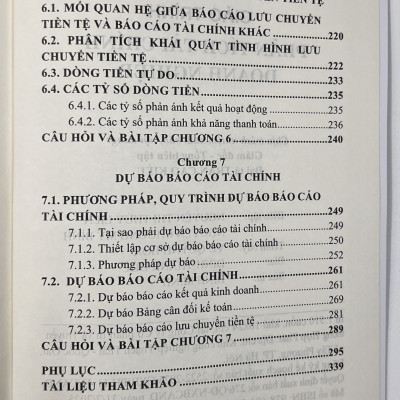 6.1. MỐI QUAN HỆ GIỮA BÁO CÁO LƯU CHUYỂN
TIỀN TỆ VÀ BÁO CÁO TÀI CHÍNH KHÁC ........220
6.2. PHÂN TÍCH KHÁI QUÁT TÌNH HÌNH LƯU
CHUYỂN TIỀN TỆ ........222
6.3. DÒNG TIỀN TỰ DO ........233
6.4. CÁC TỶ SỐ DÒNG TIỀN ........235
6.4.1. Các tỷ số phản ánh kết quả hoạt động ........235
6.4.2. Các tỷ số phản ánh khả năng thanh toán ........236
CÂU HỎI VÀ BÀI TẬP CHƯƠNG 6 ........240
Chương 7
DỰ BÁO BÁO CÁO TÀI CHÍNH
7.1. PHƯƠNG PHÁP, QUY TRÌNH DỰ BÁO BÁO CÁO
TÀI CHÍNH ........249
7.1.1. Tại sao phải dự báo báo cáo tài chính ........249
7.1.2. Thiết lập cơ sở dự báo báo cáo tài chính ........250
7.1.3. Phương pháp dự báo ........252
7.2. DỰ BÁO BÁO CÁO TÀI CHÍNH ........261
7.2.1. Dự báo báo cáo kết quả kinh doanh ........261
7.2.2. Dự báo Bảng cân đối kế toán ........269
7.2.3. Dự báo báo cáo lưu chuyển tiền tệ ........281
CÂU HỎI VÀ BÀI TẬP CHƯƠNG 7 ........289
PHỤ LỤC ........295
TÀI LIỆU THAM KHẢO ........339